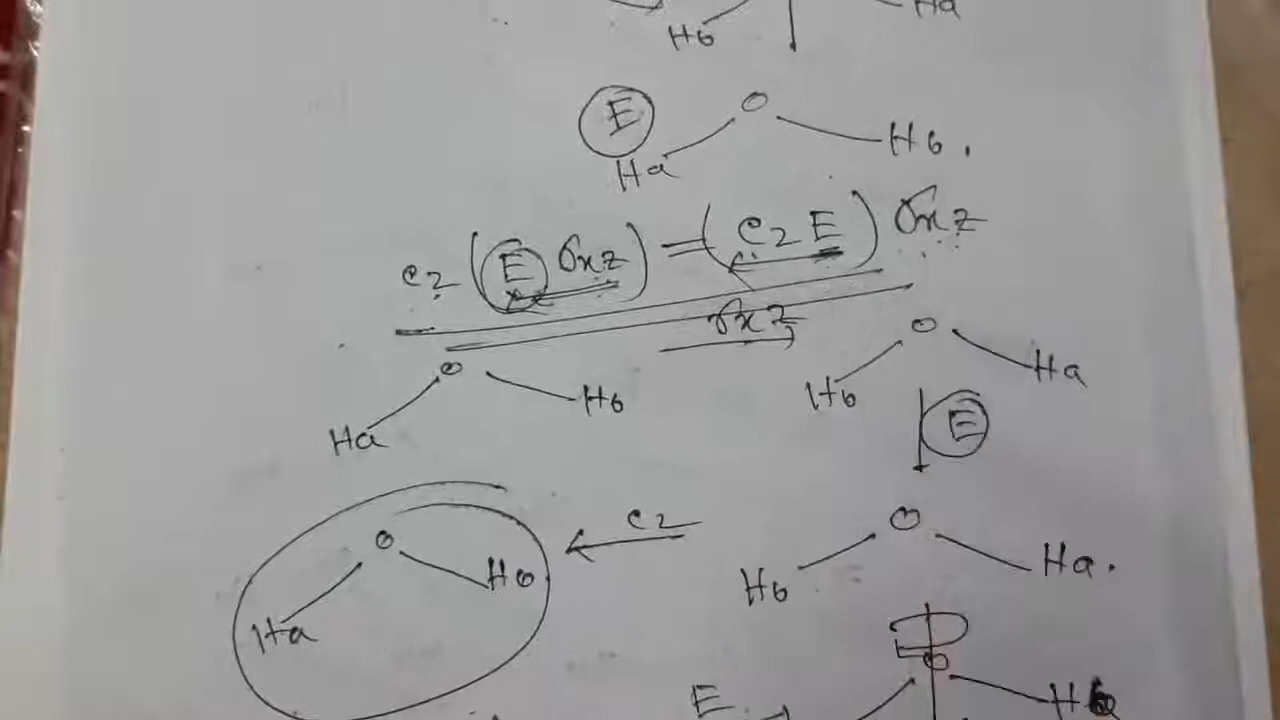 Hb Ha
E O
Ha Hb.
C2 (E σxz) = (C2 E) σxz
σxz
O O
Ha Hb Hb Ha
E
C2
O O
Ha Hb Hb Ha.
E O Hb